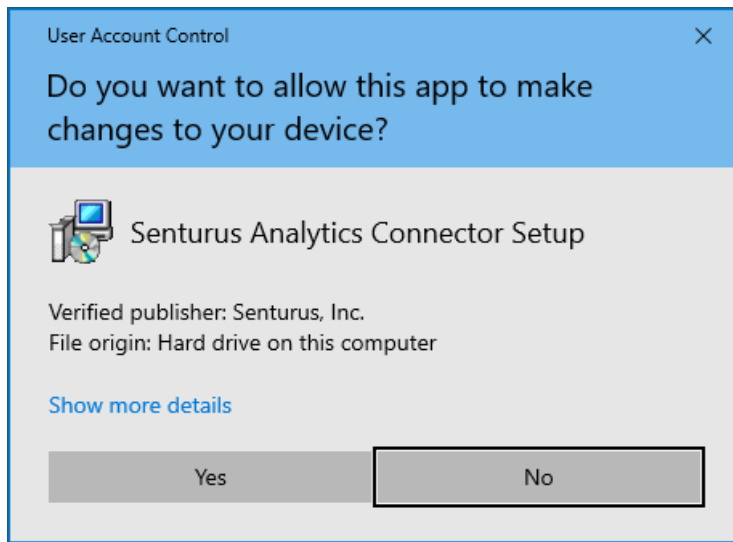 User Account Control
Do you want to allow this app to make
changes to your device?
Senturus Analytics Connector Setup
Verified publisher: Senturus, Inc.
File origin: Hard drive on this computer
Show more details
Yes No